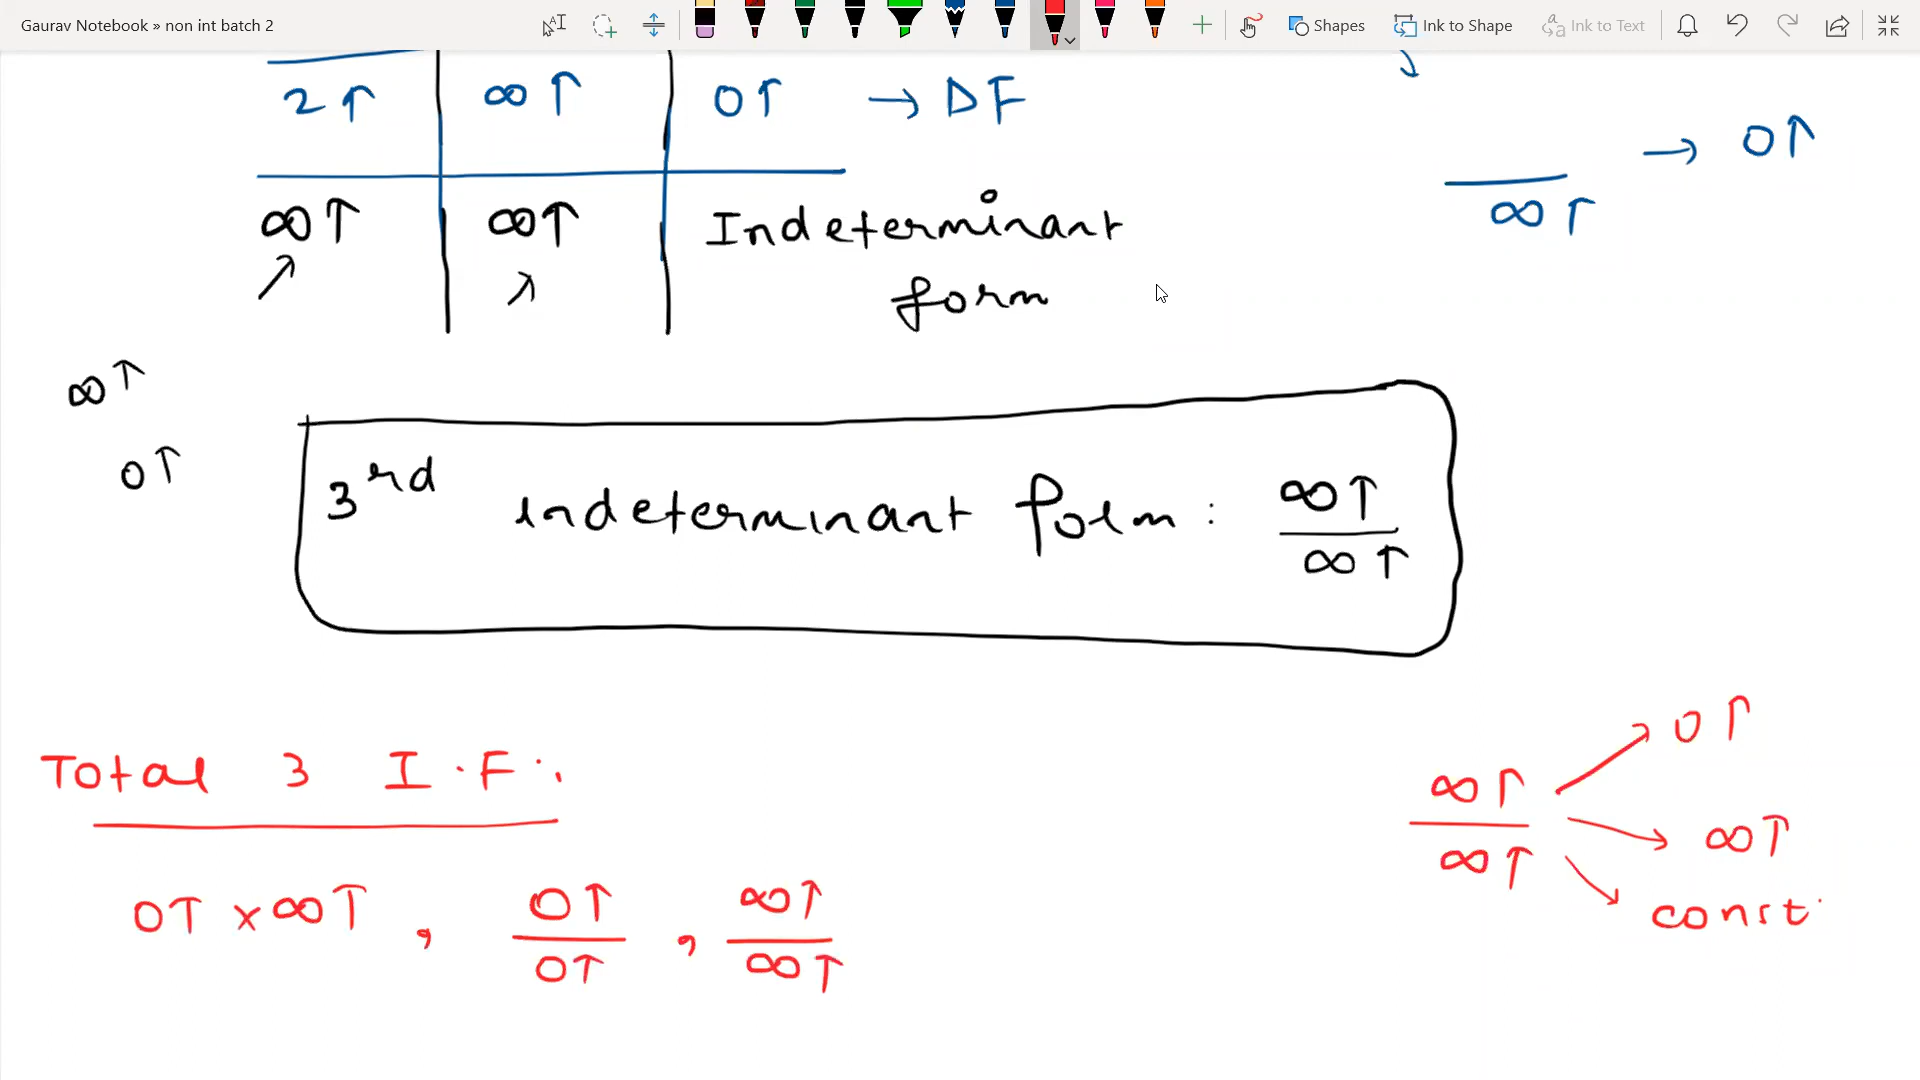 Gaurav Notebook » non int batch 2
Shapes
Ink to Shape
Ink to Text
2↑ ∞↑ 0↑ → DF
→ 0↑
∞↑
∞↑ ∞↑ Indeterminant
form
∞↑
0↑
3rd indeterminant form : ∞↑
∞↑
Total 3 I.F :
0↑ × ∞↑ , 0↑ , ∞↑
0↑ ∞↑
∞↑ 0↑
∞↑ ∞↑
const